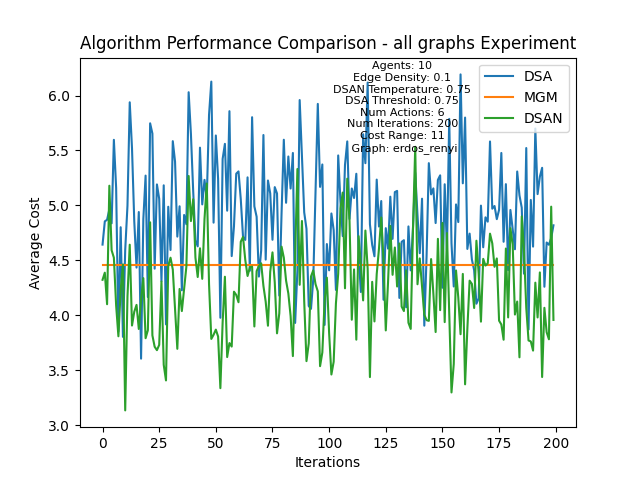 Algorithm Performance Comparison - all graphs Experiment
Agents: 10
Edge Density: 0.1
DSAN Temperature: 0.75
DSA Threshold: 0.75
Num Actions: 6
Num Iterations: 200
Cost Range: 11
Graph: erdos_renyi
DSA
MGM
DSAN
6.0
5.5
5.0
4.5
4.0
3.5
3.0
Average Cost
0
25
50
75
100
125
150
175
200
Iterations